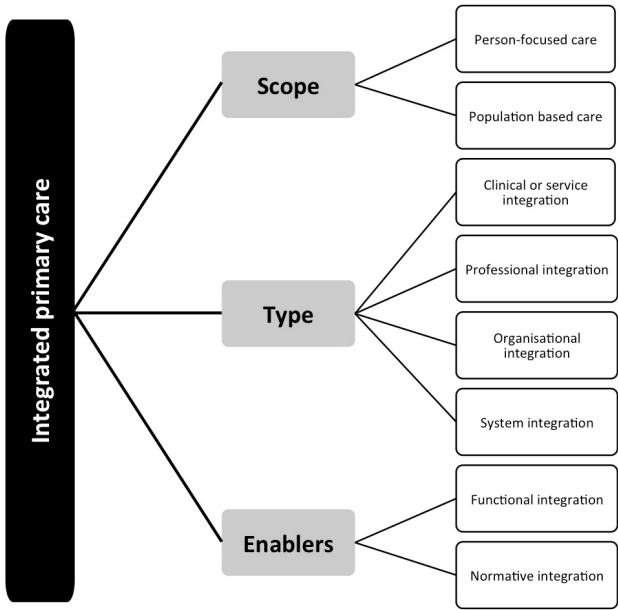 Integrated primary care
Scope
Person-focused care
Population based care
Type
Clinical or service
integration
Professional integration
Organisational
integration
System integration
Enablers
Functional integration
Normative integration